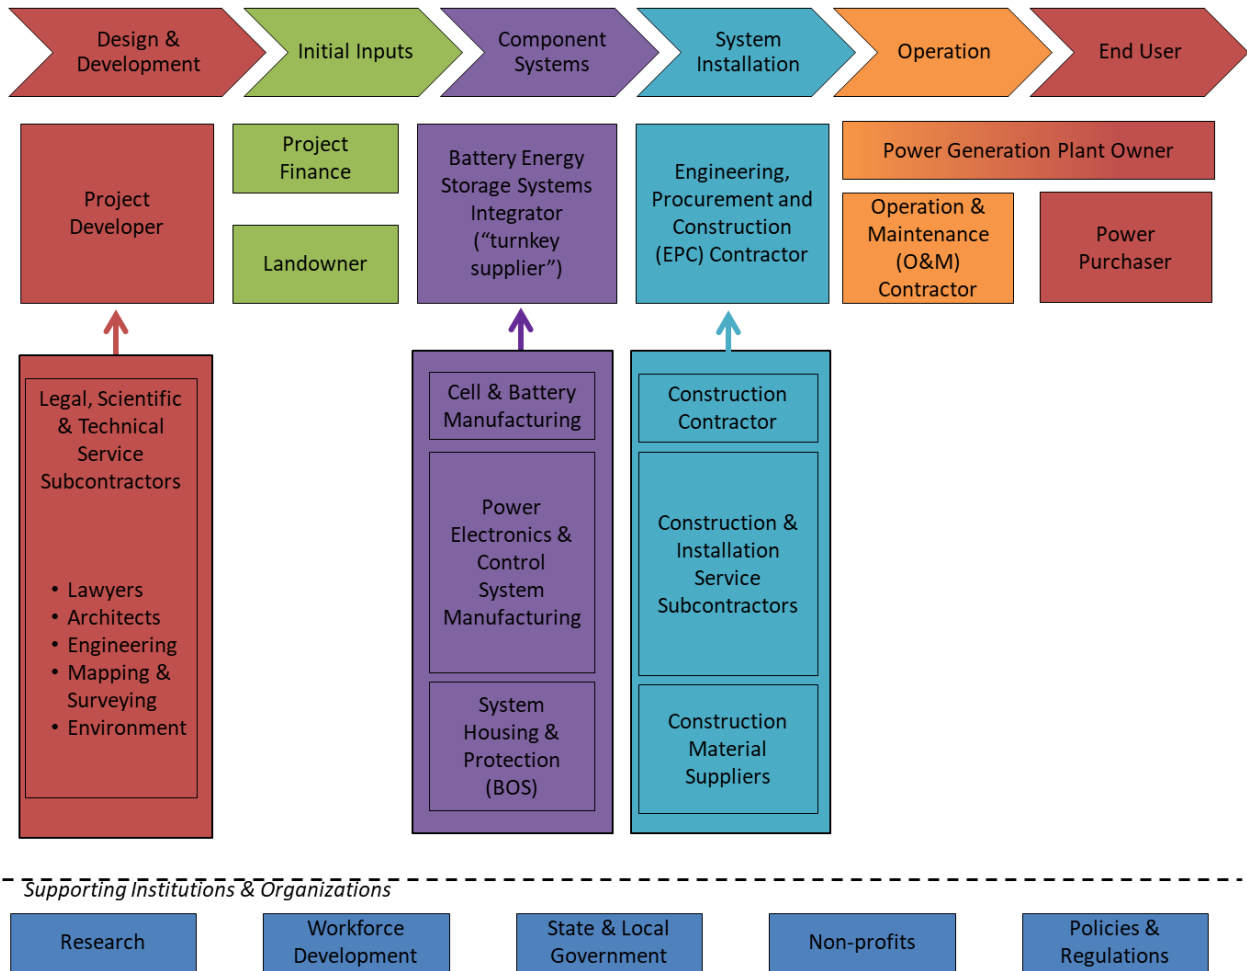 Design &
Development
Initial Inputs
Component
Systems
System
Installation
Operation
End User
Project
Developer
Project
Finance
Landowner
Battery Energy
Storage Systems
Integrator
(“turnkey
supplier”)
Engineering,
Procurement and
Construction
(EPC) Contractor
Power Generation Plant Owner
Operation &
Maintenance
(O&M)
Contractor
Power
Purchaser
Legal, Scientific
& Technical
Service
Subcontractors
• Lawyers
• Architects
• Engineering
• Mapping &
Surveying
• Environment
Cell & Battery
Manufacturing
Power
Electronics &
Control
System
Manufacturing
System
Housing &
Protection
(BOS)
Construction
Contractor
Construction &
Installation
Service
Subcontractors
Construction
Material
Suppliers
Supporting Institutions & Organizations
Research
Workforce
Development
State & Local
Government
Non-profits
Policies &
Regulations